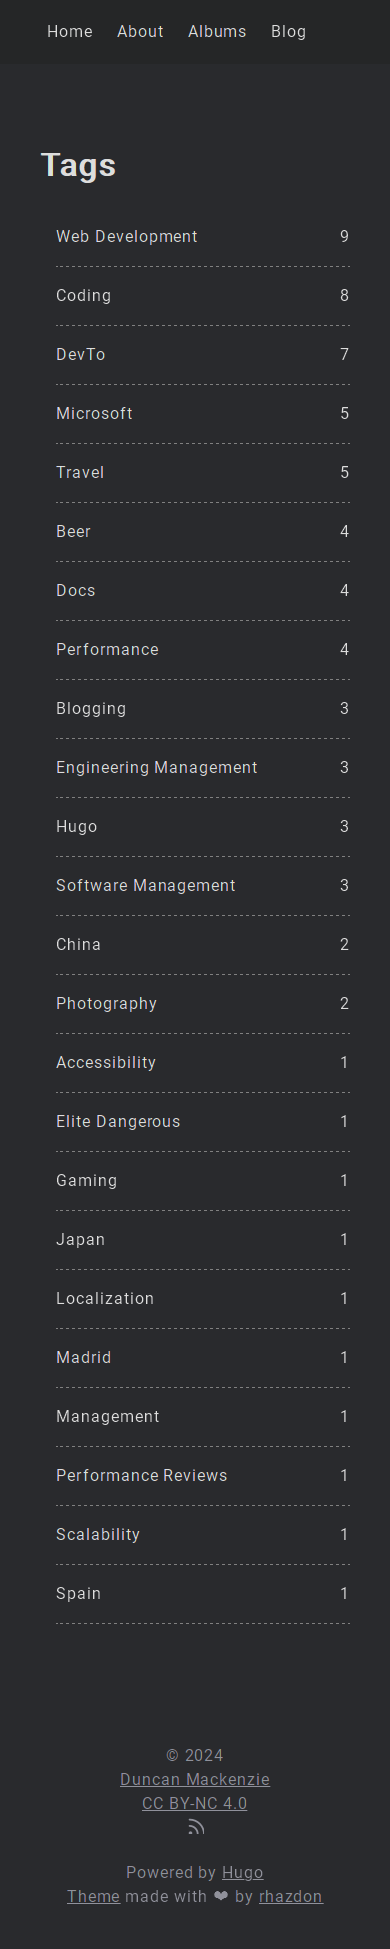 Home About Albums Blog
Tags
Web Development 9
Coding 8
DevTo 7
Microsoft 5
Travel 5
Beer 4
Docs 4
Performance 4
Blogging 3
Engineering Management 3
Hugo 3
Software Management 3
China 2
Photography 2
Accessibility 1
Elite Dangerous 1
Gaming 1
Japan 1
Localization 1
Madrid 1
Management 1
Performance Reviews 1
Scalability 1
Spain 1
© 2024
Duncan Mackenzie
CC BY-NC 4.0
Powered by Hugo
Theme made with ❤ by rhazdon